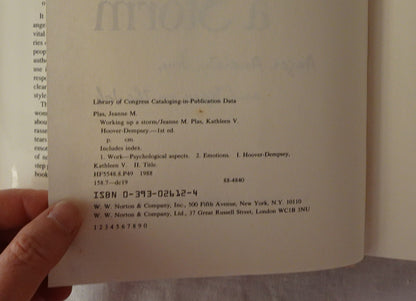 a Storm
Library of Congress Cataloging-in-Publication Data
Plas, Jeanne M.
Working up a storm/Jeanne M. Plas, Kathleen V.
Hoover-Dempsey.—1st ed.
p. cm.
Includes index.
1. Work—Psychological aspects. 2. Emotions. I. Hoover-Dempsey,
Kathleen V. II. Title
HF5548.8.P49 1988
158.7—dc19 88-4840
ISBN 0-393-02612-4
W. W. Norton & Company, Inc., 500 Fifth Avenue, New York, N.Y. 10110
W. W. Norton & Company, Ltd., 37 Great Russell Street, London WC1B 3NU
1 2 3 4 5 6 7 8 9 0